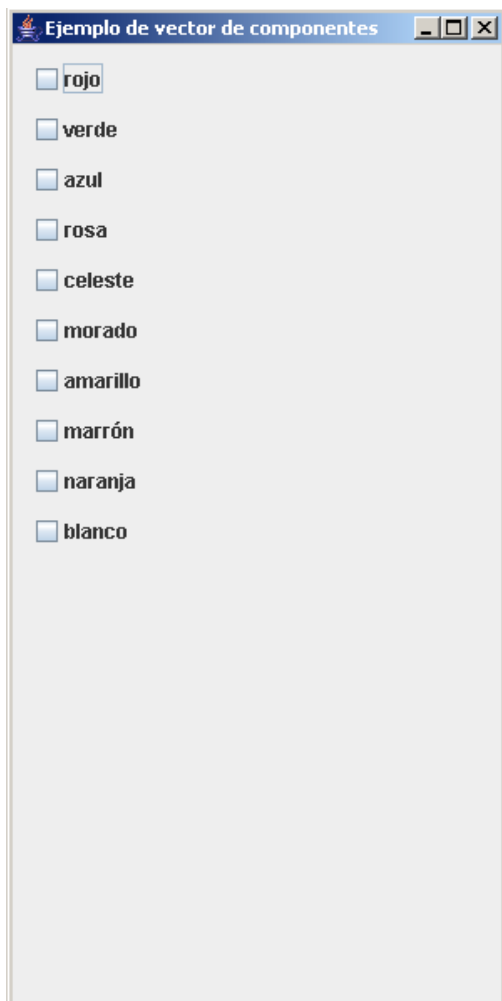 Ejemplo de vector de componentes
rojo
verde
azul
rosa
celeste
morado
amarillo
marrón
naranja
blanco